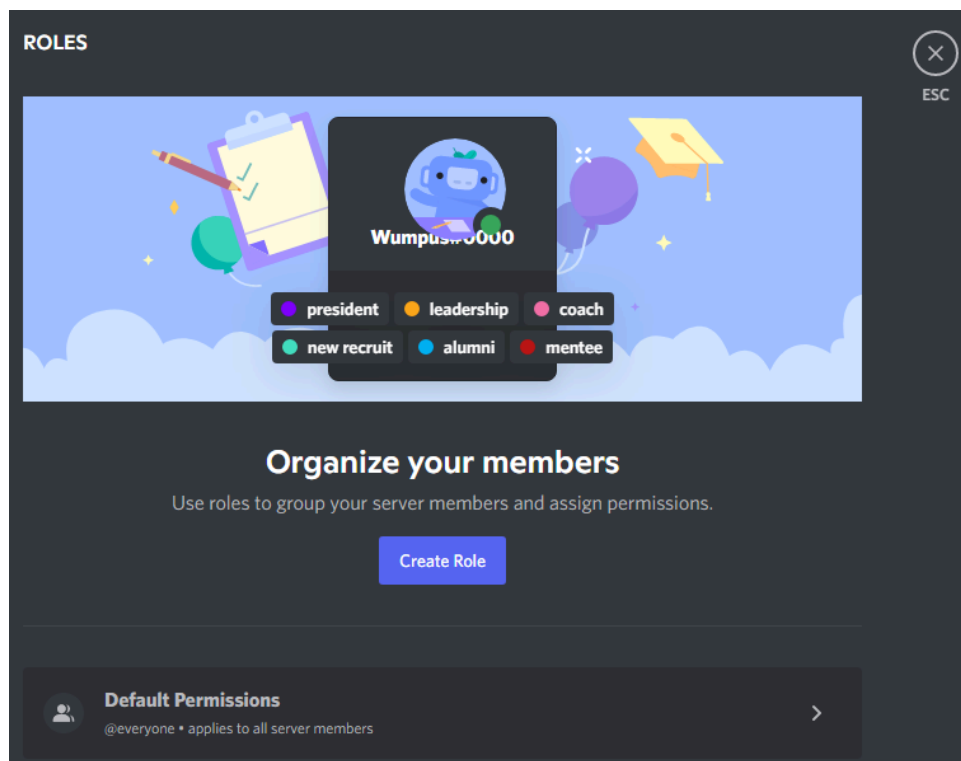 ROLES
ESC
Wumpus#0000
president
leadership
coach
new recruit
alumni
mentee
Organize your members
Use roles to group your server members and assign permissions.
Create Role
Default Permissions
@everyone • applies to all server members